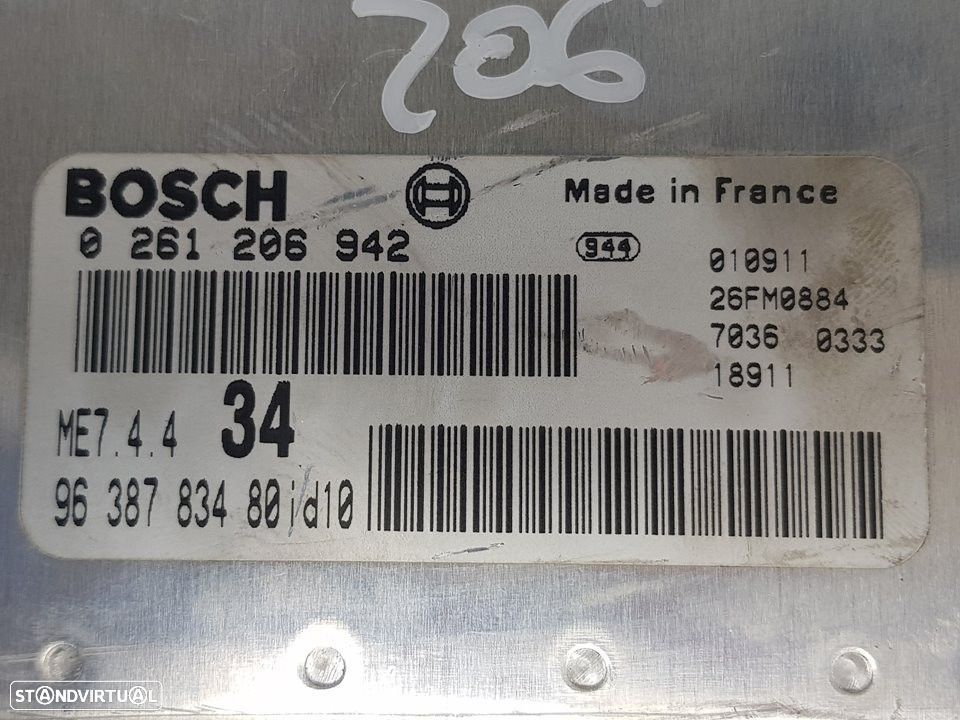 206
BOSCH
Made in France
0 261 206 942
944
010911
26FM0884
7036 0333
18911
ME7.4.4 34
96 387 834 80 id10
STANDVIRTUAL